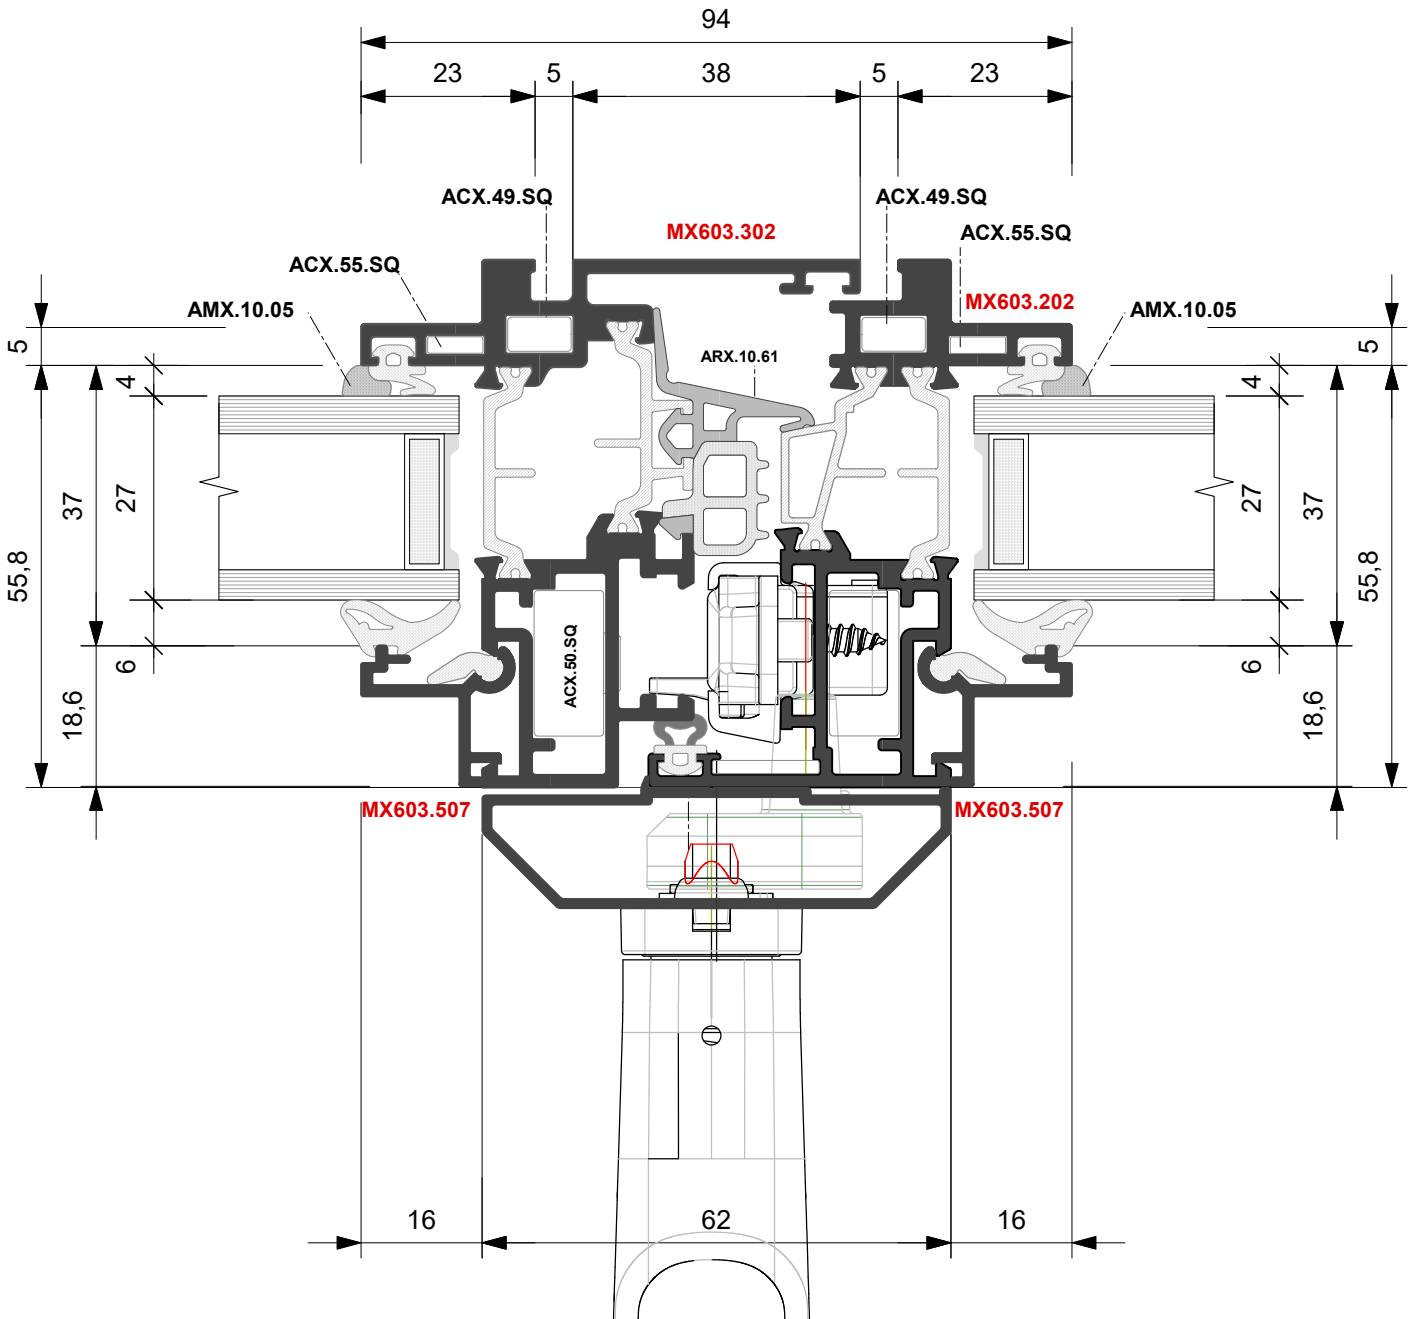 94
23 5 38 5 23
ACX.49.SQ ACX.49.SQ
MX603.302 ACX.55.SQ
ACX.55.SQ
MX603.202
AMX.10.05 AMX.10.05
ARX.10.61
5 5
4 4
27 27
37 37
55,8 55,8
6 6
18,6 18,6
ACX.50.SQ
MX603.507 MX603.507
16 62 16